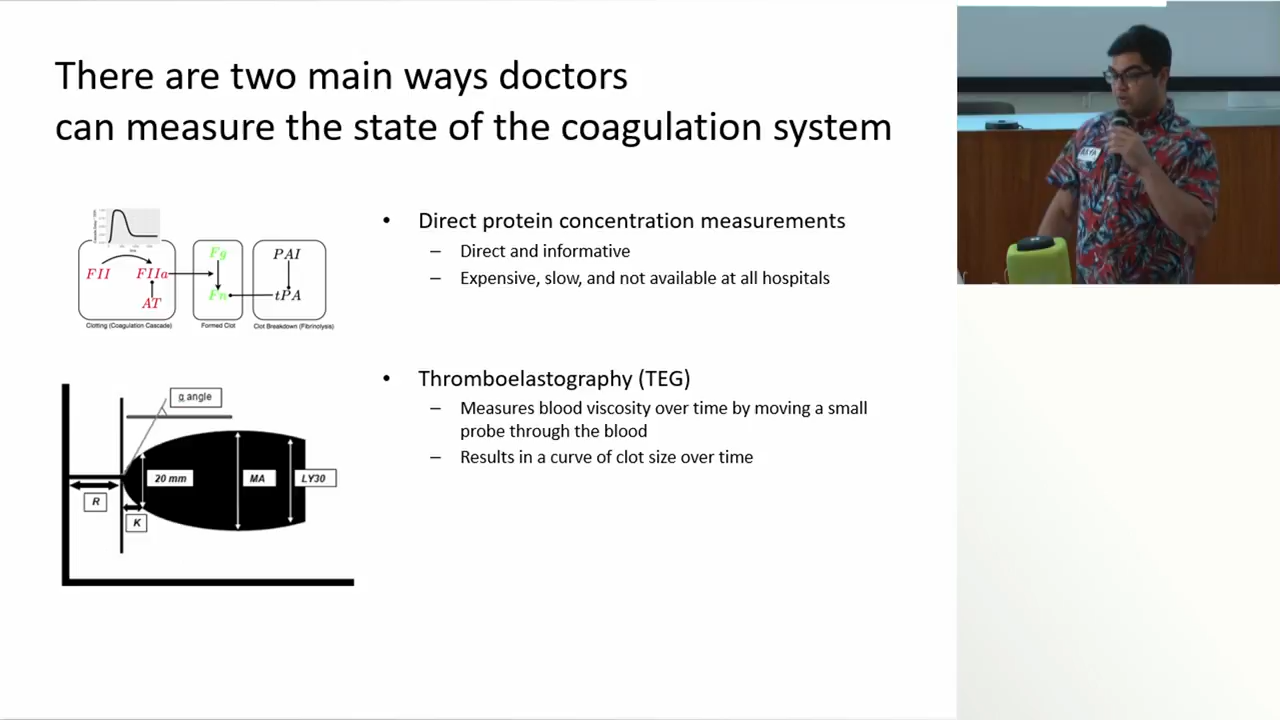 There are two main ways doctors
can measure the state of the coagulation system
FII
FIIa
AT
Fg
Fn
PAI
tPA
Clotting (Coagulation Cascade)
Formed Clot
Clot Breakdown (Fibrinolysis)
• Direct protein concentration measurements
– Direct and informative
– Expensive, slow, and not available at all hospitals
• Thromboelastography (TEG)
– Measures blood viscosity over time by moving a small
probe through the blood
– Results in a curve of clot size over time
α angle
20 mm
MA
LY30
R
K